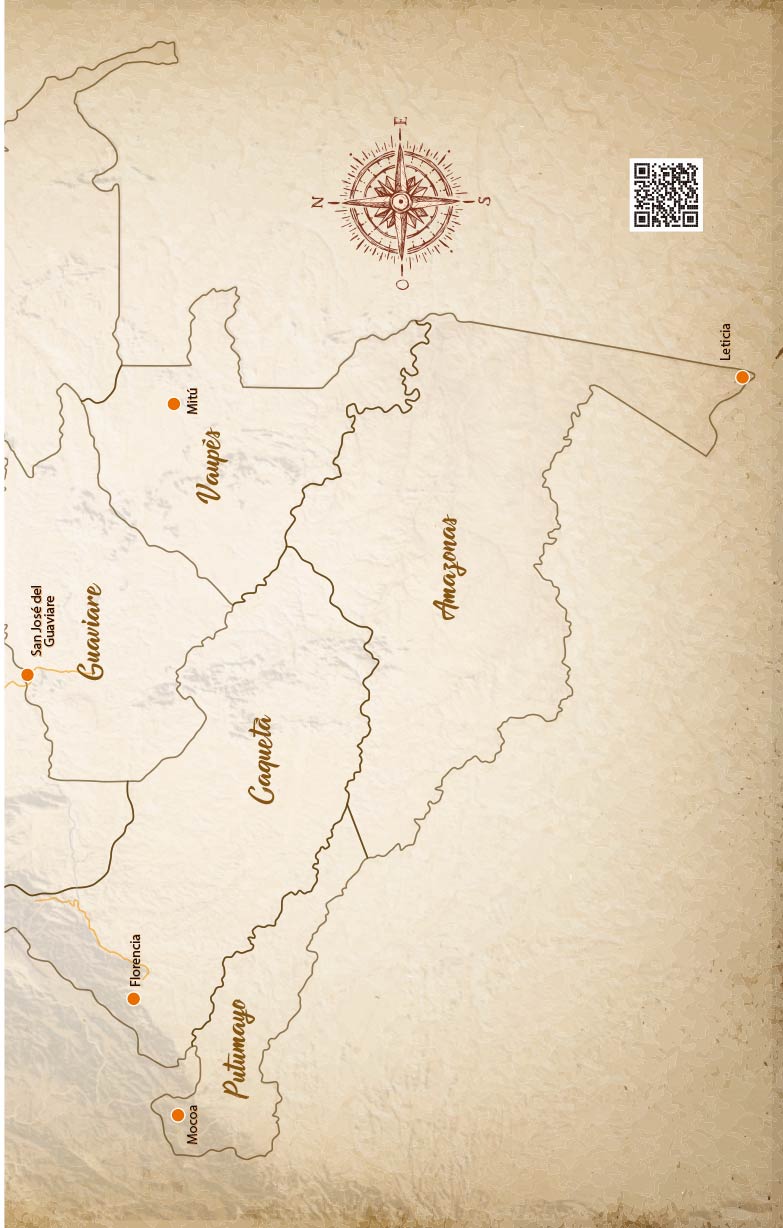 San José del
Guaviare
Guaviare
Florencia
Mocoa
Mitú
Vaupés
Putumayo
Caquetá
N
O
E
Amazonas
S
Leticia